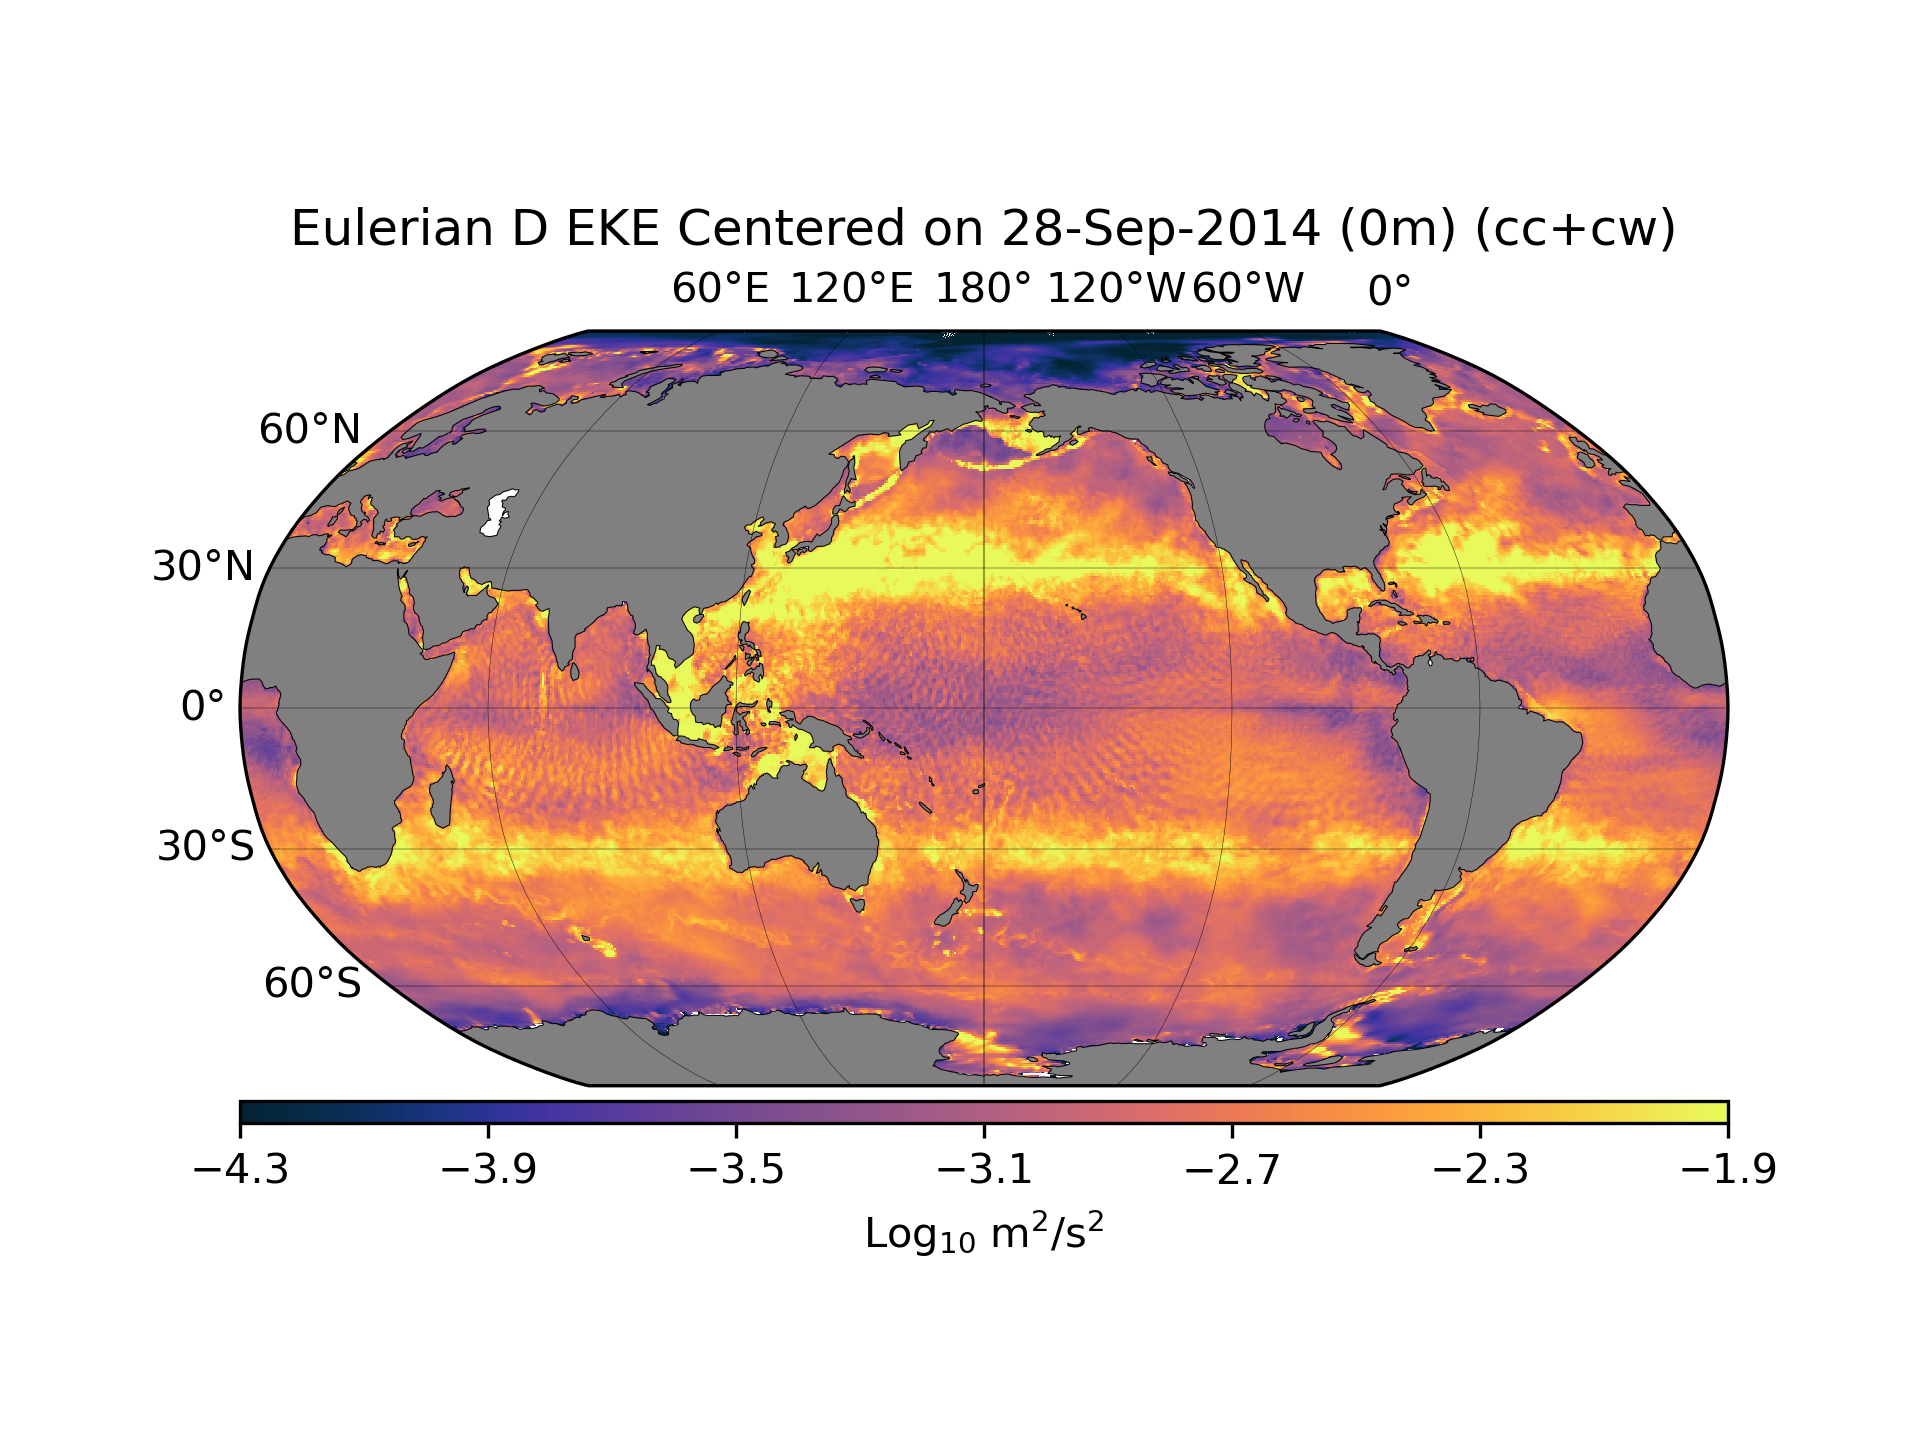 Eulerian D EKE Centered on 28-Sep-2014 (0m) (cc+cw)
60°E 120°E 180° 120°W 60°W 0°
60°N
30°N
0°
30°S
60°S
−4.3 −3.9 −3.5 −3.1 −2.7 −2.3 −1.9
Log₁₀ m²/s²